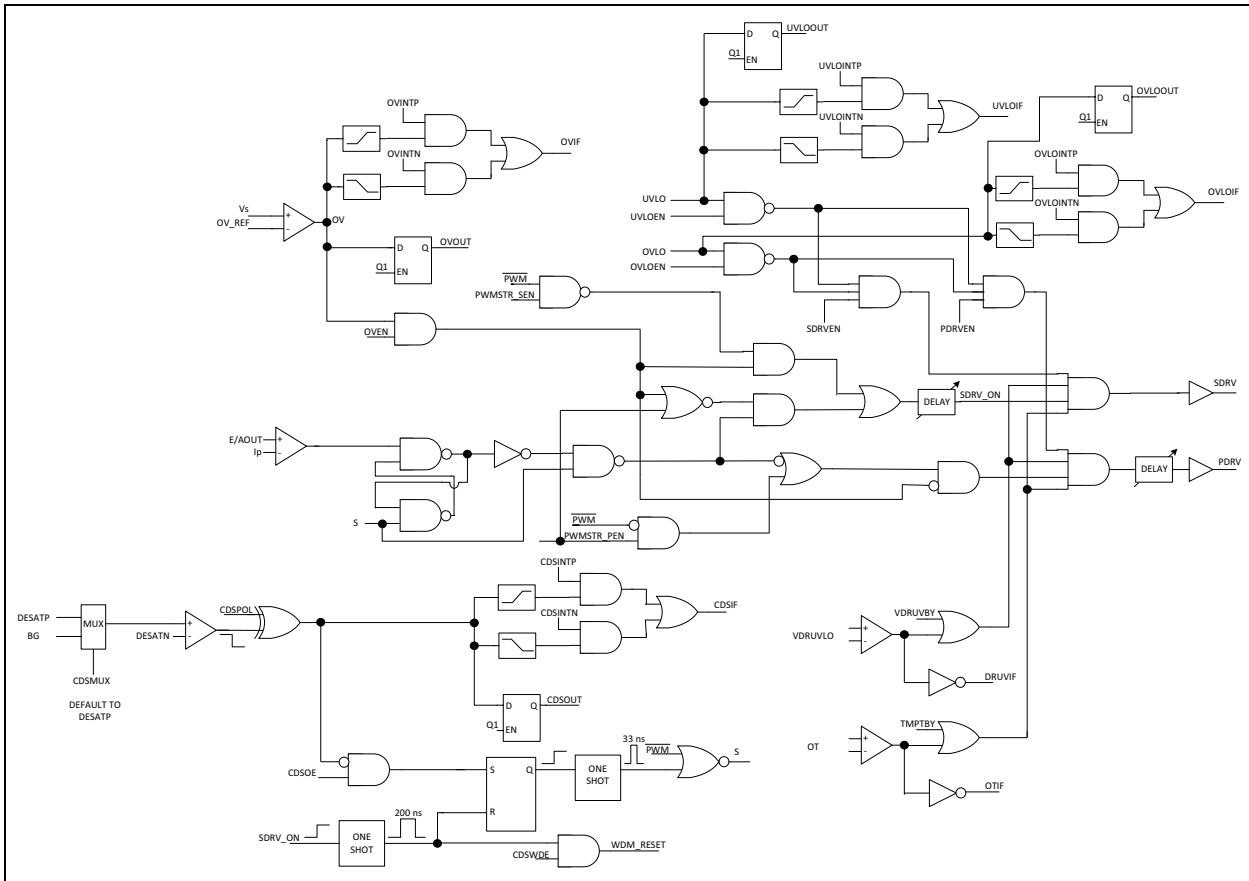 D Q UVLOOUT
Q1 EN
UVLOINTP
UVLOIF
UVLOINTN
D Q OVLOOUT
Q1 EN
OVLOINTP
OVLOIF
OVLOINTN
OVINTP
OVIF
OVINTN
UVLO
UVLOEN
Vs
OV_REF
OV
D Q OVOUT
Q1 EN
OVLO
OVLOEN
PWM
PWMSTR_SEN
SDRVEN
PDRVEN
OVEN
DELAY
SDRV_ON
SDRV
E/AOUT
Ip
DELAY
PDRV
S
PWM
PWMSTR_PEN
CDSINTP
CDSIF
CDSINTN
DESATP
BG
MUX
CDSPOL
DESATN
CDSMUX
DEFAULT TO
DESATP
D Q CDSOUT
Q1 EN
VDRUVBY
VDRUVLO
DRUVIF
TMPTBY
OT
OTIF
CDSOE
S Q
R
ONE
SHOT
33 ns
PWM
S
SDRV_ON
ONE
SHOT
200 ns
CDSWDE
WDM_RESET